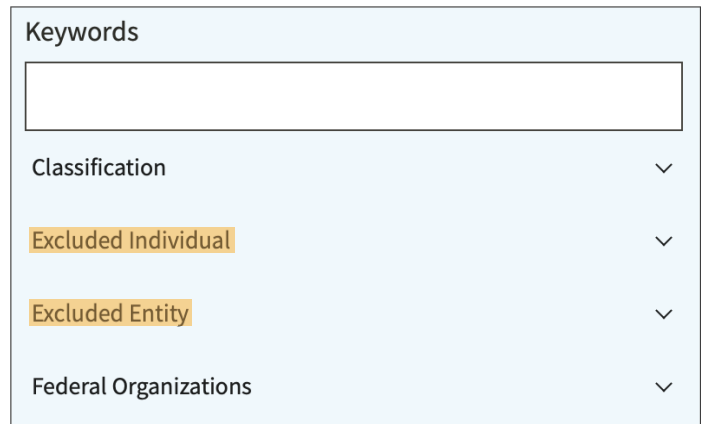 Keywords
Classification
Excluded Individual
Excluded Entity
Federal Organizations